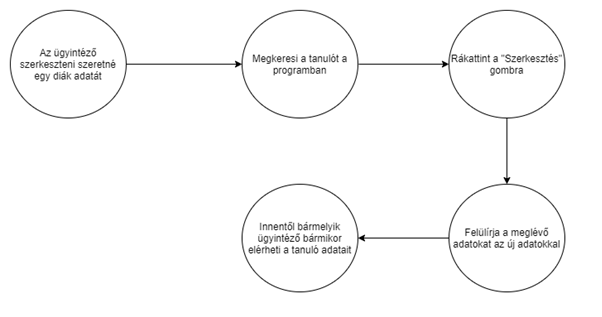 Az ügyintéző
szerkeszteni szeretné
egy diák adatát
Megkeresi a tanulót a
programban
Rákattint a "Szerkesztés"
gombra
Felülírja a meglévő
adatokat az új adatokkal
Innentől bármelyik
ügyintéző bármikor
elérheti a tanuló adatait